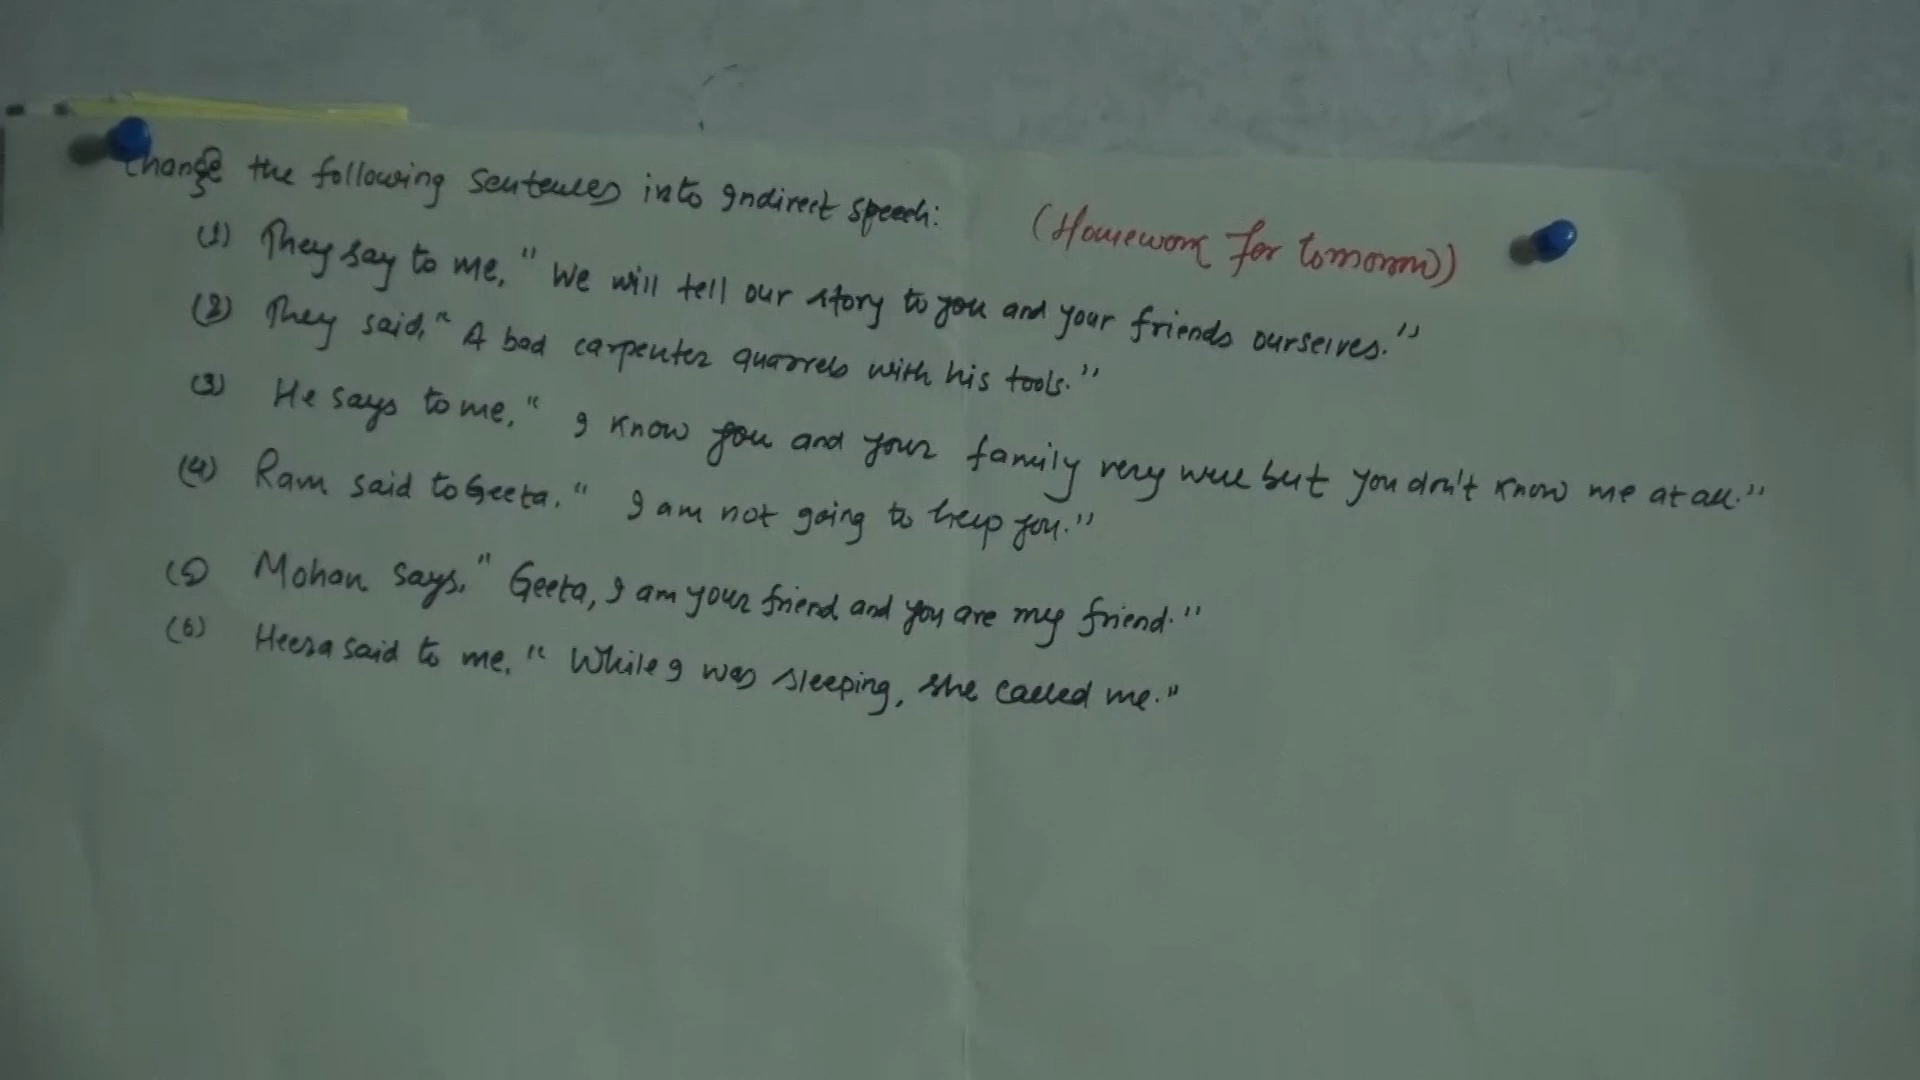 Change the following sentences into Indirect speech:
(Homework for tomorrow)
(1) They say to me, "We will tell our story to you and your friends ourselves."
(2) They said, "A bad carpenter quarrels with his tools."
(3) He says to me, "I know you and your family very well but you don't know me at all."
(4) Ram said to Geeta, "I am not going to help you."
(5) Mohan says, "Geeta, I am your friend and you are my friend."
(6) Heera said to me, "While I was sleeping, she called me."